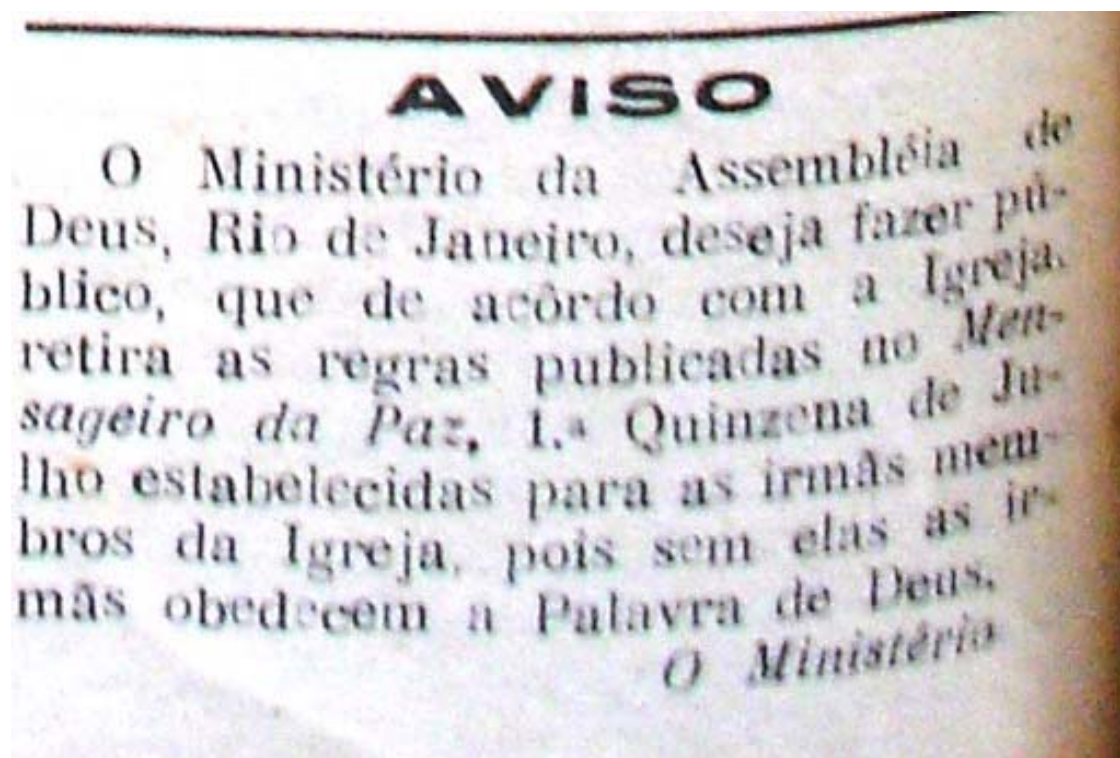 AVISO
O Ministério da Assembléia de
Deus, Rio de Janeiro, deseja fazer pú-
blico, que de acôrdo com a Igreja,
retira as regras publicadas no Men-
sageiro da Paz, 1.ª Quinzena de Ju-
lho estabelecidas para as irmãs mem-
bros da Igreja, pois sem elas as ir-
mãs obedecem a Palavra de Deus.
O Ministério